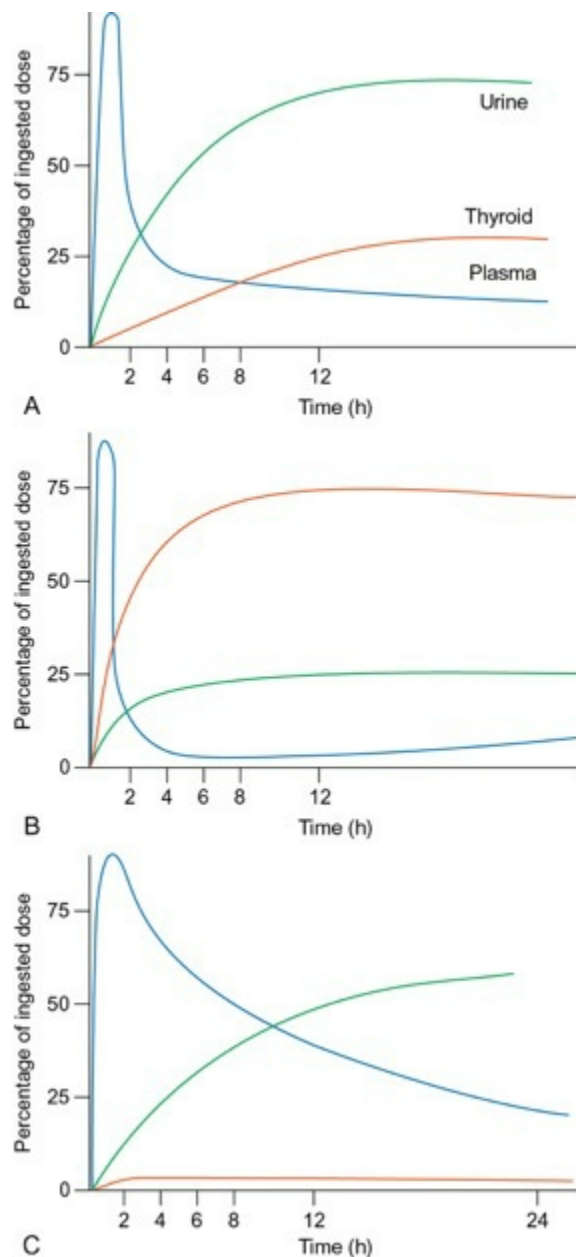 Percentage of ingested dose
75
50
25
0
Urine
Thyroid
Plasma
2 4 6 8 12
Time (h)
A
Percentage of ingested dose
75
50
25
0
2 4 6 8 12
Time (h)
B
Percentage of ingested dose
75
50
25
0
2 4 6 8 12 24
Time (h)
C